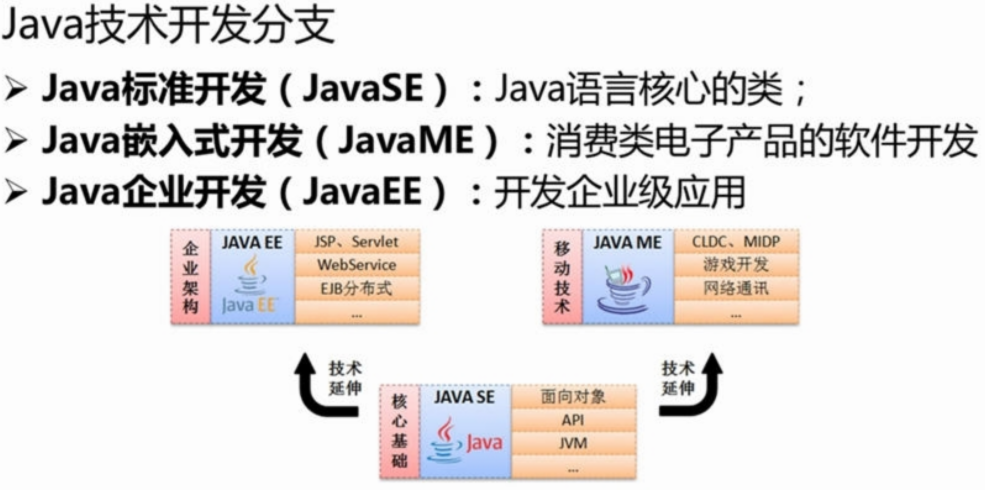 Java技术开发分支
➢ Java标准开发（JavaSE）：Java语言核心的类；
➢ Java嵌入式开发（JavaME）：消费类电子产品的软件开发
➢ Java企业开发（JavaEE）：开发企业级应用
企业架构
JAVA EE
Java EE
JSP、Servlet
WebService
EJB分布式
...
移动技术
JAVA ME
CLDC、MIDP
游戏开发
网络通讯
...
技术
延伸
技术
延伸
核心基础
JAVA SE
Java
面向对象
API
JVM
...